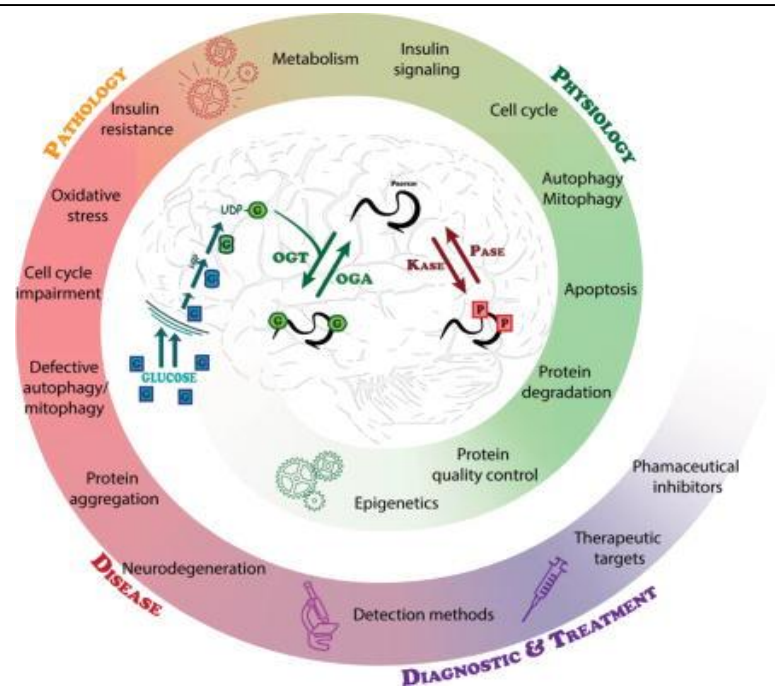 Metabolism
Insulin
signaling
Cell cycle
PHYSIOLOGY
Autophagy
Mitophagy
Apoptosis
Protein
degradation
Protein
quality control
Epigenetics
PATHOLOGY
Insulin
resistance
Oxidative
stress
Cell cycle
impairment
Defective
autophagy/
mitophagy
Protein
aggregation
DISEASE
Neurodegeneration
Detection methods
DIAGNOSTIC & TREATMENT
Therapeutic
targets
Phamaceutical
inhibitors
UDP-G
G
G
G
GLUCOSE
G
G
G
G
PROTEIN
OGT
OGA
KASE
PASE
G
G
P
P